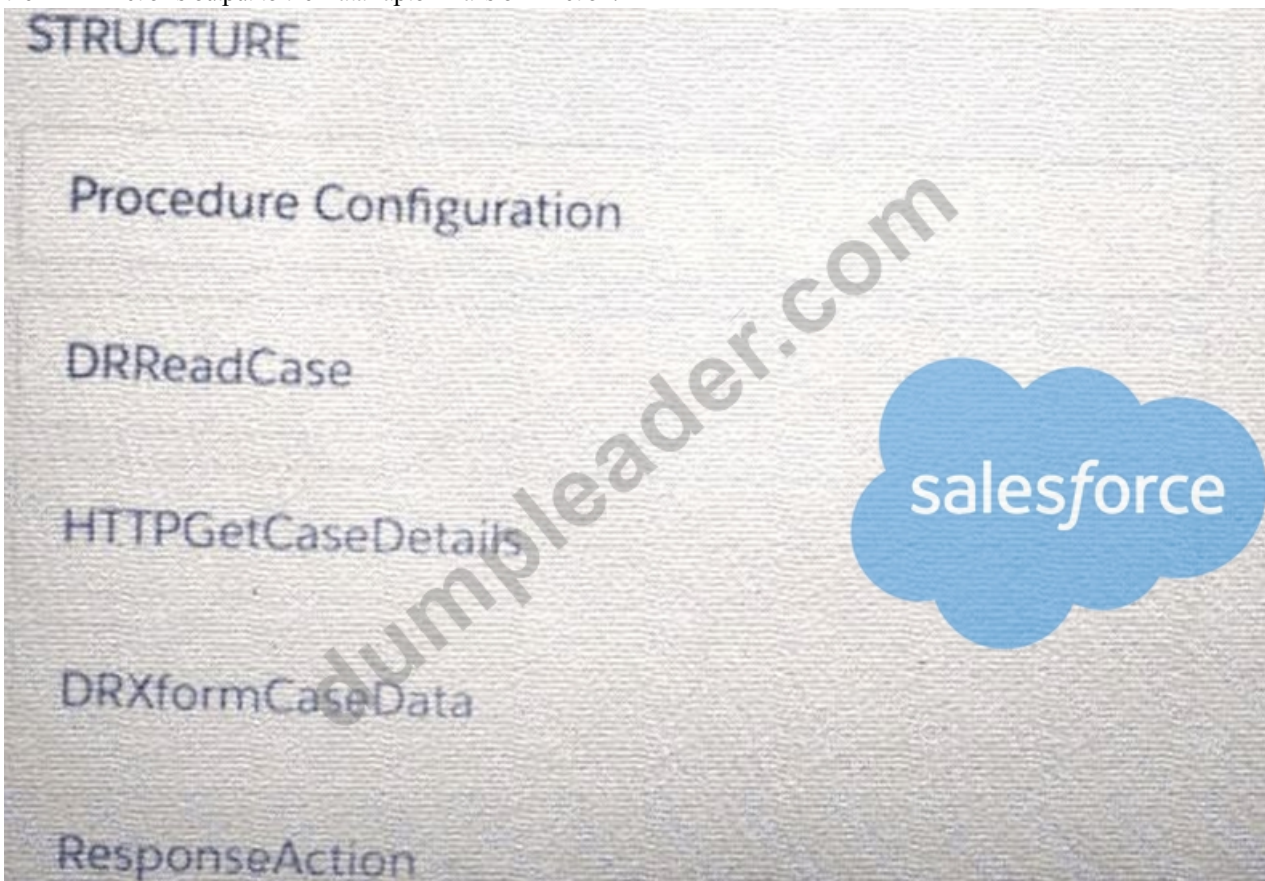 STRUCTURE
Procedure Configuration
DRReadCase
HTTPGetCaseDetails
DRXformCaseData
ResponseAction
salesforce
dumpleader.com